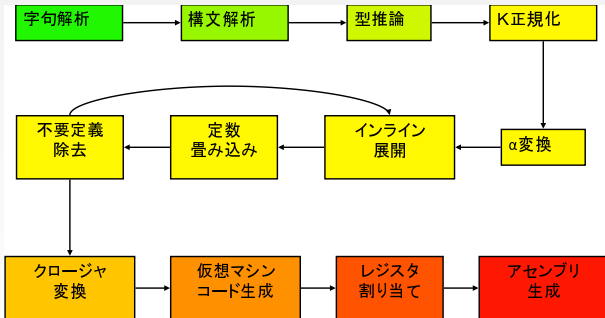 字句解析
構文解析
型推論
K正規化
不要定義
除去
定数
畳み込み
インライン
展開
α変換
クロージャ
変換
仮想マシン
コード生成
レジスタ
割り当て
アセンブリ
生成